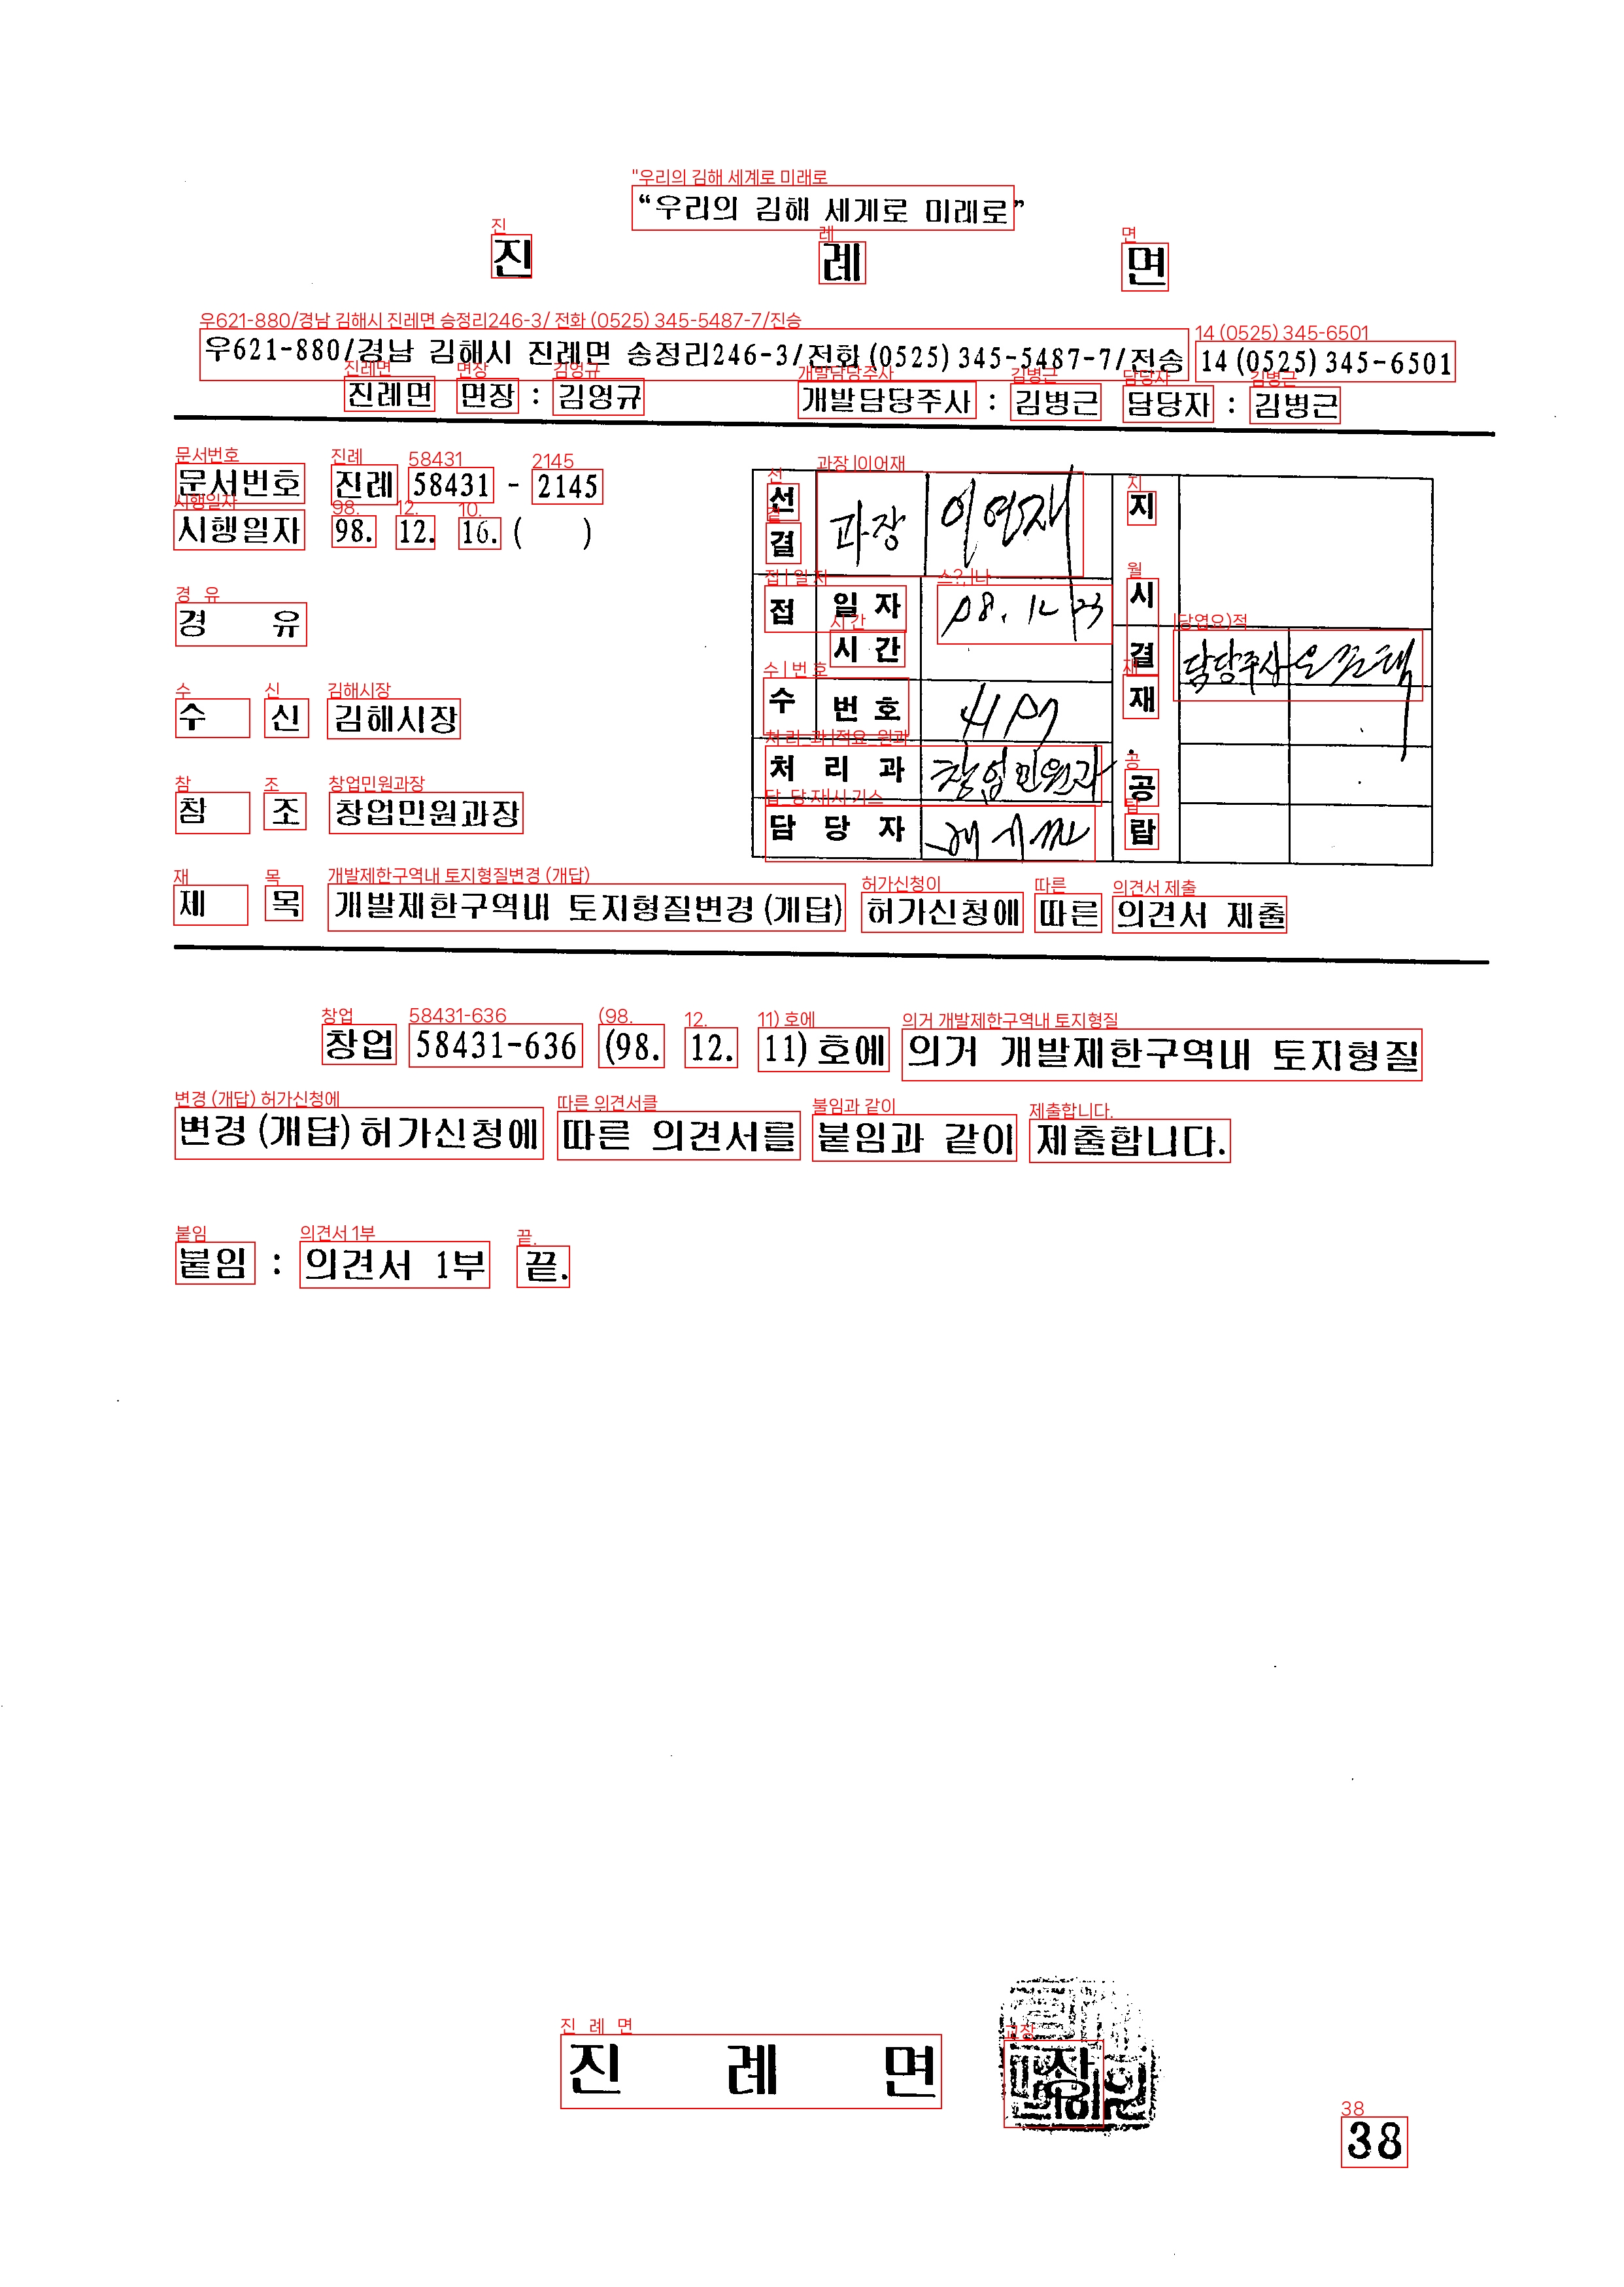 “우리의 김해 세계로 미래로”
진 례 면
우621-880/경남 김해시 진례면 송정리246-3/전화(0525)345-5487-7/전송 14(0525)345-6501
진례면 면장 : 김영규 개발담당주사 : 김병근 담당자 : 김병근
문서번호 진례 58431 - 2145
시행일자 98. 12. 16. ( )
경 유
수 신 김해시장
참 조 창업민원과장
제 목 개발제한구역내 토지형질변경(개답) 허가신청에 따른 의견서 제출
선결 과장 이연재 지시
접수 일자 98. 12 23 결재 담당주사
시간
번호
처리과 창업민원과 공람
담당자
창업 58431-636 (98. 12. 11)호에 의거 개발제한구역내 토지형질
변경(개답)허가신청에 따른 의견서를 붙임과 같이 제출합니다.
붙임 : 의견서 1부 끝.
진 례 면
38